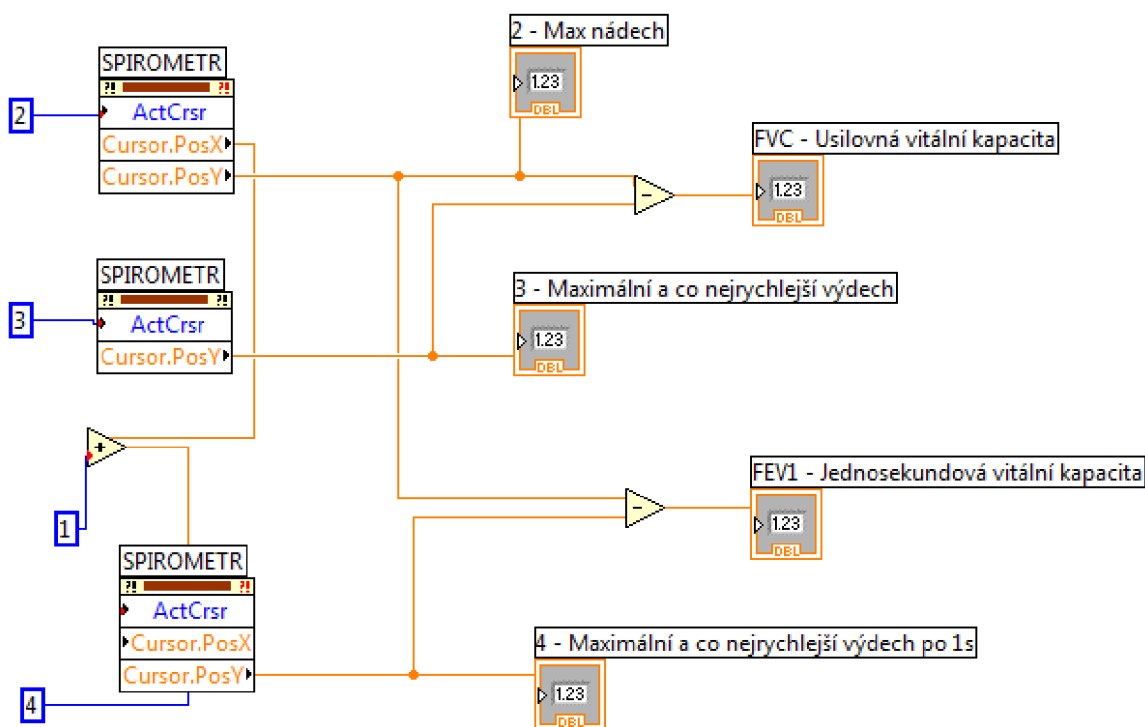 2 - Max nádech
1.23
DBL
SPIROMETR
?! ?!
2
ActCrsr
Cursor.PosX
Cursor.PosY
FVC - Usilovná vitální kapacita
-
1.23
DBL
SPIROMETR
?! ?!
3
ActCrsr
Cursor.PosY
3 - Maximální a co nejrychlejší výdech
1.23
DBL
+
1
FEV1 - Jednosekundová vitální kapacita
-
1.23
DBL
SPIROMETR
?! ?!
ActCrsr
Cursor.PosX
Cursor.PosY
4
4 - Maximální a co nejrychlejší výdech po 1s
1.23
DBL